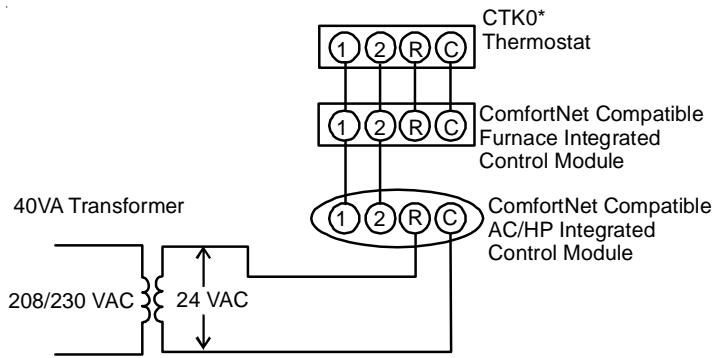 CTK0*
Thermostat
1 2 R C
1 2 R C
ComfortNet Compatible
Furnace Integrated
Control Module
40VA Transformer
1 2 R C
ComfortNet Compatible
AC/HP Integrated
Control Module
208/230 VAC
24 VAC